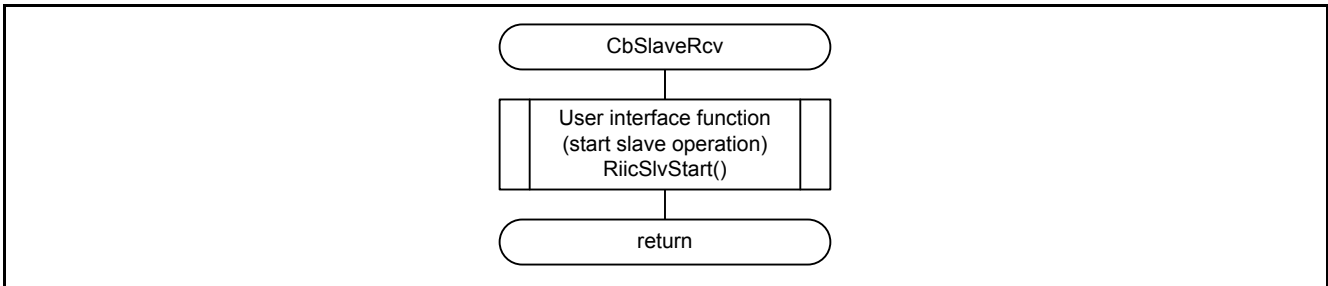 CbSlaveRcv
User interface function
(start slave operation)
RiicSlvStart()
return